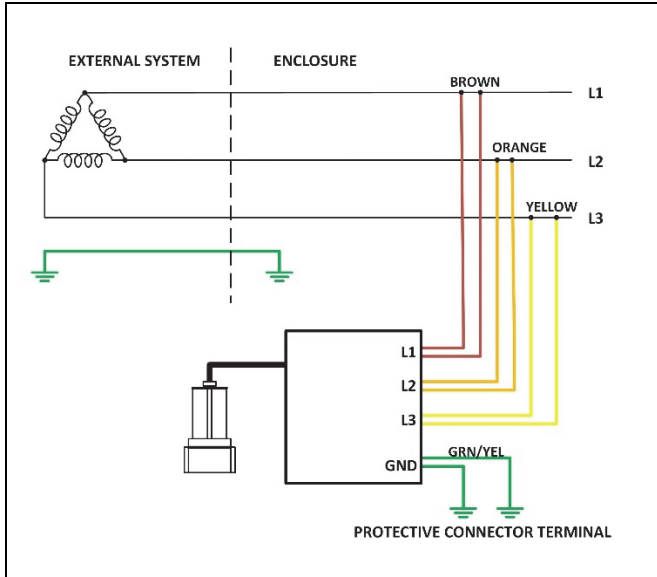 EXTERNAL SYSTEM
ENCLOSURE
BROWN
L1
ORANGE
L2
YELLOW
L3
L1
L2
L3
GRN/YEL
GND
PROTECTIVE CONNECTOR TERMINAL